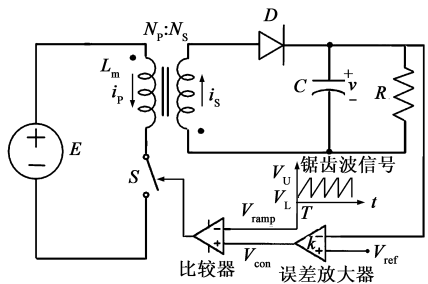 N_P:N_S
D
L_m
i_P
i_S
C
+
v
−
R
E
+
−
S
锯齿波信号
V_U
V_L
T
t
V_ramp
V_con
−
+
k
−
+
V_ref
比较器
误差放大器